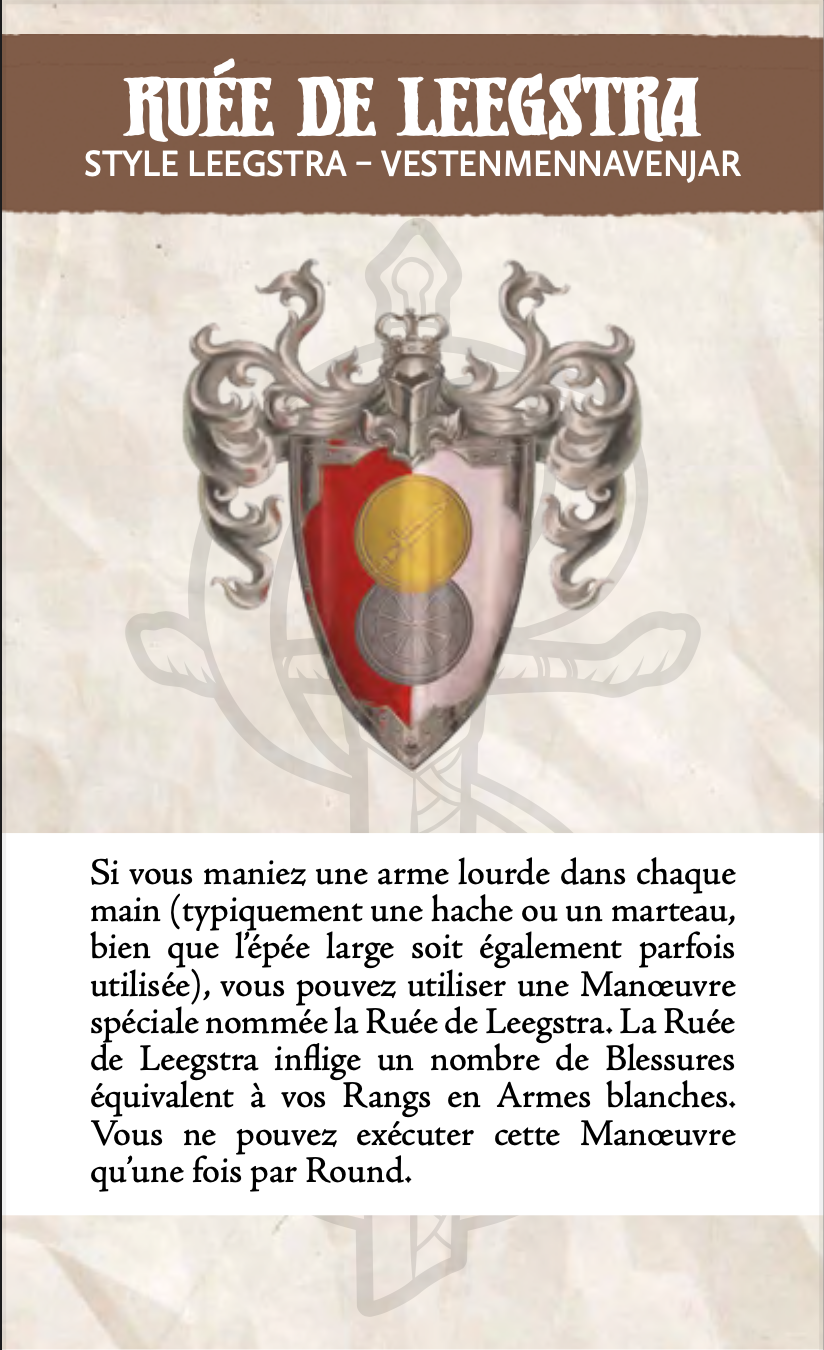 RUÉE DE LEEGSTRA
STYLE LEEGSTRA – VESTENMENNAVENJAR
Si vous maniez une arme lourde dans chaque
main (typiquement une hache ou un marteau,
bien que l’épée large soit également parfois
utilisée), vous pouvez utiliser une Manœuvre
spéciale nommée la Ruée de Leegstra. La Ruée
de Leegstra inflige un nombre de Blessures
équivalent à vos Rangs en Armes blanches.
Vous ne pouvez exécuter cette Manœuvre
qu’une fois par Round.